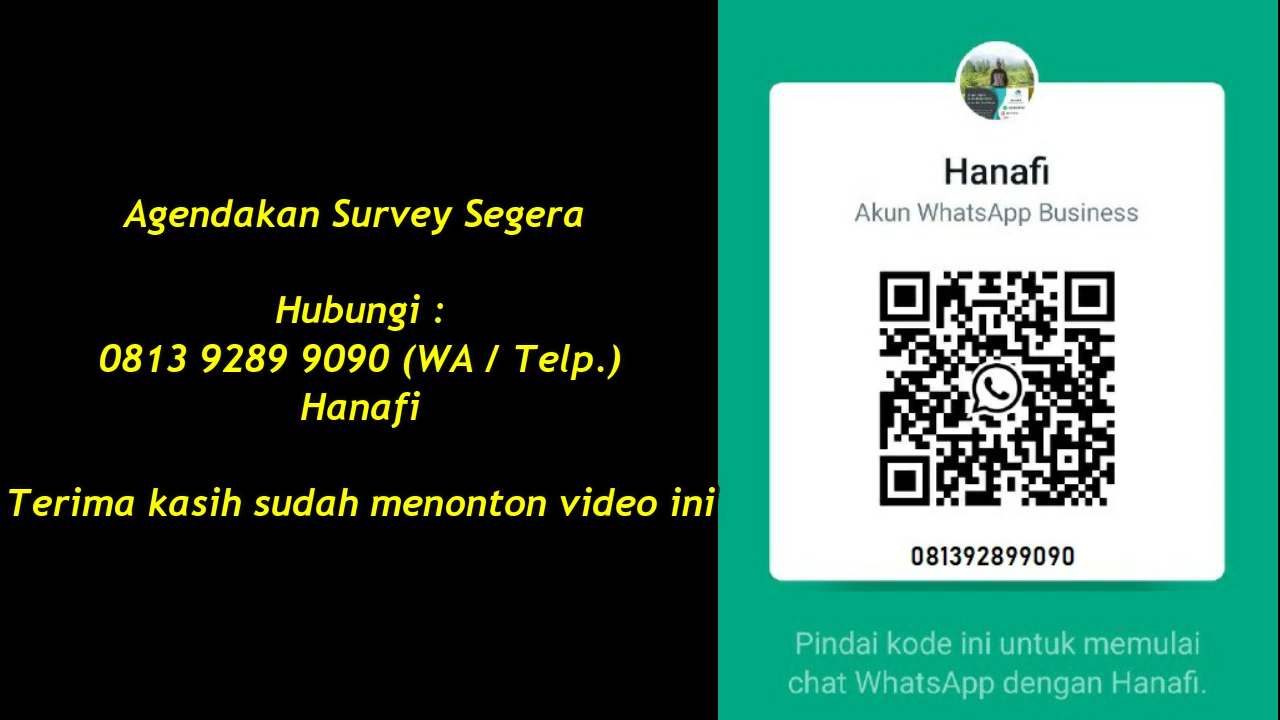 Agendakan Survey Segera
Hubungi :
0813 9289 9090 (WA / Telp.)
Hanafi
Terima kasih sudah menonton video ini
Hanafi
Akun WhatsApp Business
081392899090
Pindai kode ini untuk memulai
chat WhatsApp dengan Hanafi.